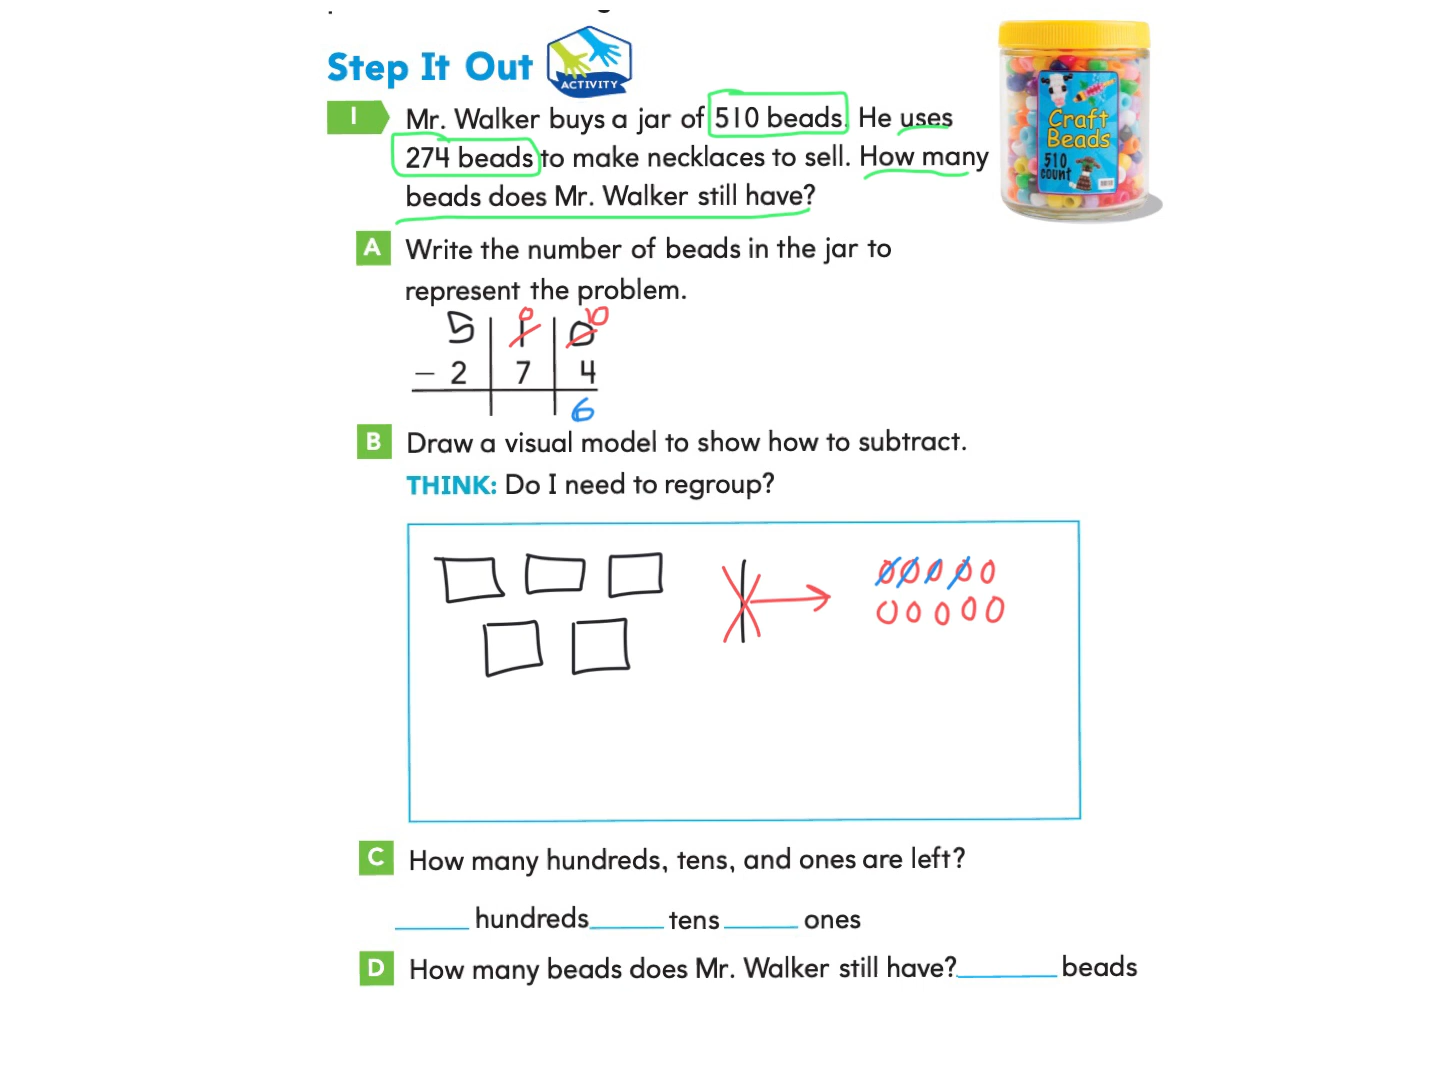 Step It Out
ACTIVITY
1 Mr. Walker buys a jar of 510 beads. He uses
274 beads to make necklaces to sell. How many
beads does Mr. Walker still have?
Craft
Beads
510
count
A Write the number of beads in the jar to
represent the problem.
0 10
5 1 0
- 2 7 4
6
B Draw a visual model to show how to subtract.
THINK: Do I need to regroup?
C How many hundreds, tens, and ones are left?
hundreds tens ones
D How many beads does Mr. Walker still have? beads